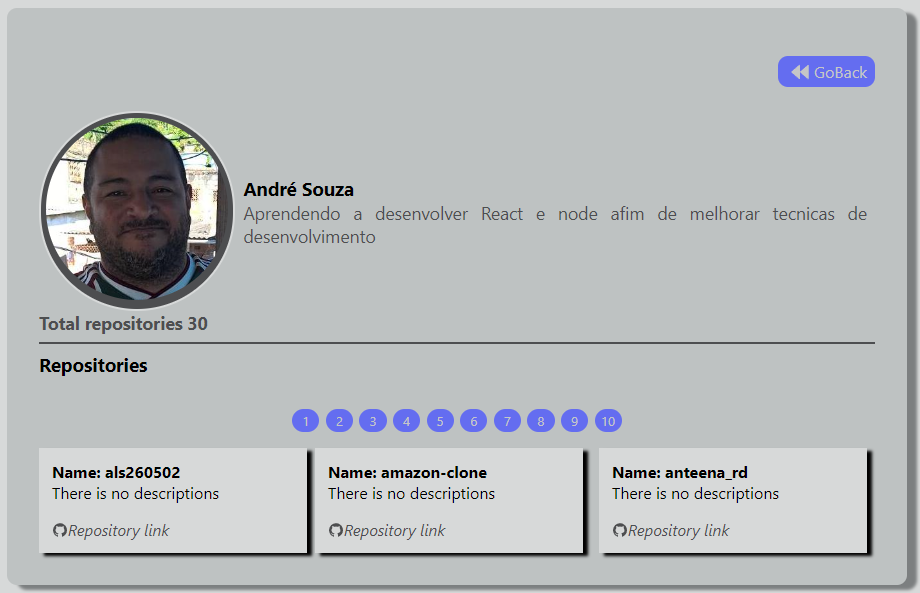 GoBack
André Souza
Aprendendo a desenvolver React e node afim de melhorar tecnicas de
desenvolvimento
Total repositories 30
Repositories
1 2 3 4 5 6 7 8 9 10
Name: als260502
There is no descriptions
Repository link
Name: amazon-clone
There is no descriptions
Repository link
Name: anteena_rd
There is no descriptions
Repository link